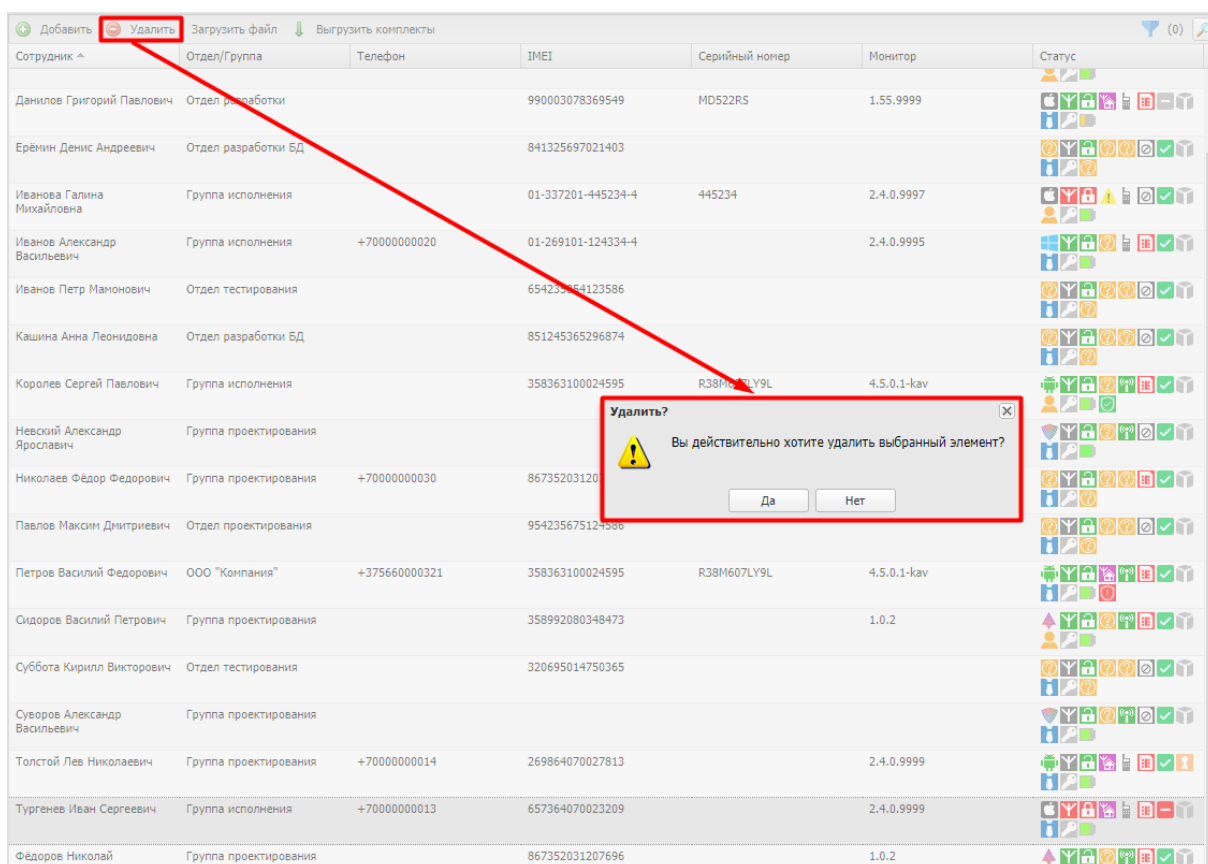 Добавить Удалить Загрузить файл Выгрузить комплекты (0)
Сотрудник Отдел/Группа Телефон IMEI Серийный номер Монитор Статус
Данилов Григорий Павлович Отдел разработки 990003078369549 MD522RS 1.55.9999
Ерёмин Денис Андреевич Отдел разработки БД 841325697021403
Иванова Галина Группа исполнения 01-337201-445234-4 445234 2.4.0.9997
Михайловна
Иванов Александр Группа исполнения +70000000020 01-269101-124334-4 2.4.0.9995
Васильевич
Иванов Петр Мамонович Отдел тестирования 654235854123586
Кашина Анна Леонидовна Отдел разработки БД 851245365296874
Королев Сергей Павлович Группа исполнения 358363100024595 R38M607LY9L 4.5.0.1-kav
Удалить?
Невский Александр Группа проектирования
Ярославич
Вы действительно хотите удалить выбранный элемент?
Николаев Фёдор Федорович Группа проектирования +70000000030
Да Нет
Павлов Максим Дмитриевич Отдел проектирования 954235675124586
Петров Василий Федорович ООО "Компания" +375660000321 358363100024595 R38M607LY9L 4.5.0.1-kav
Сидоров Василий Петрович Группа проектирования 358992080348473 1.0.2
Суббота Кирилл Викторович Отдел тестирования 320695014750365
Суворов Александр Группа проектирования
Васильевич
Толстой Лев Николаевич Группа проектирования +70000000014 269864070027813 2.4.0.9999
Тургенев Иван Сергеевич Группа исполнения +70000000013 657364070023209 2.4.0.9999
Фёдоров Николай Группа проектирования 867352031207696 1.0.2